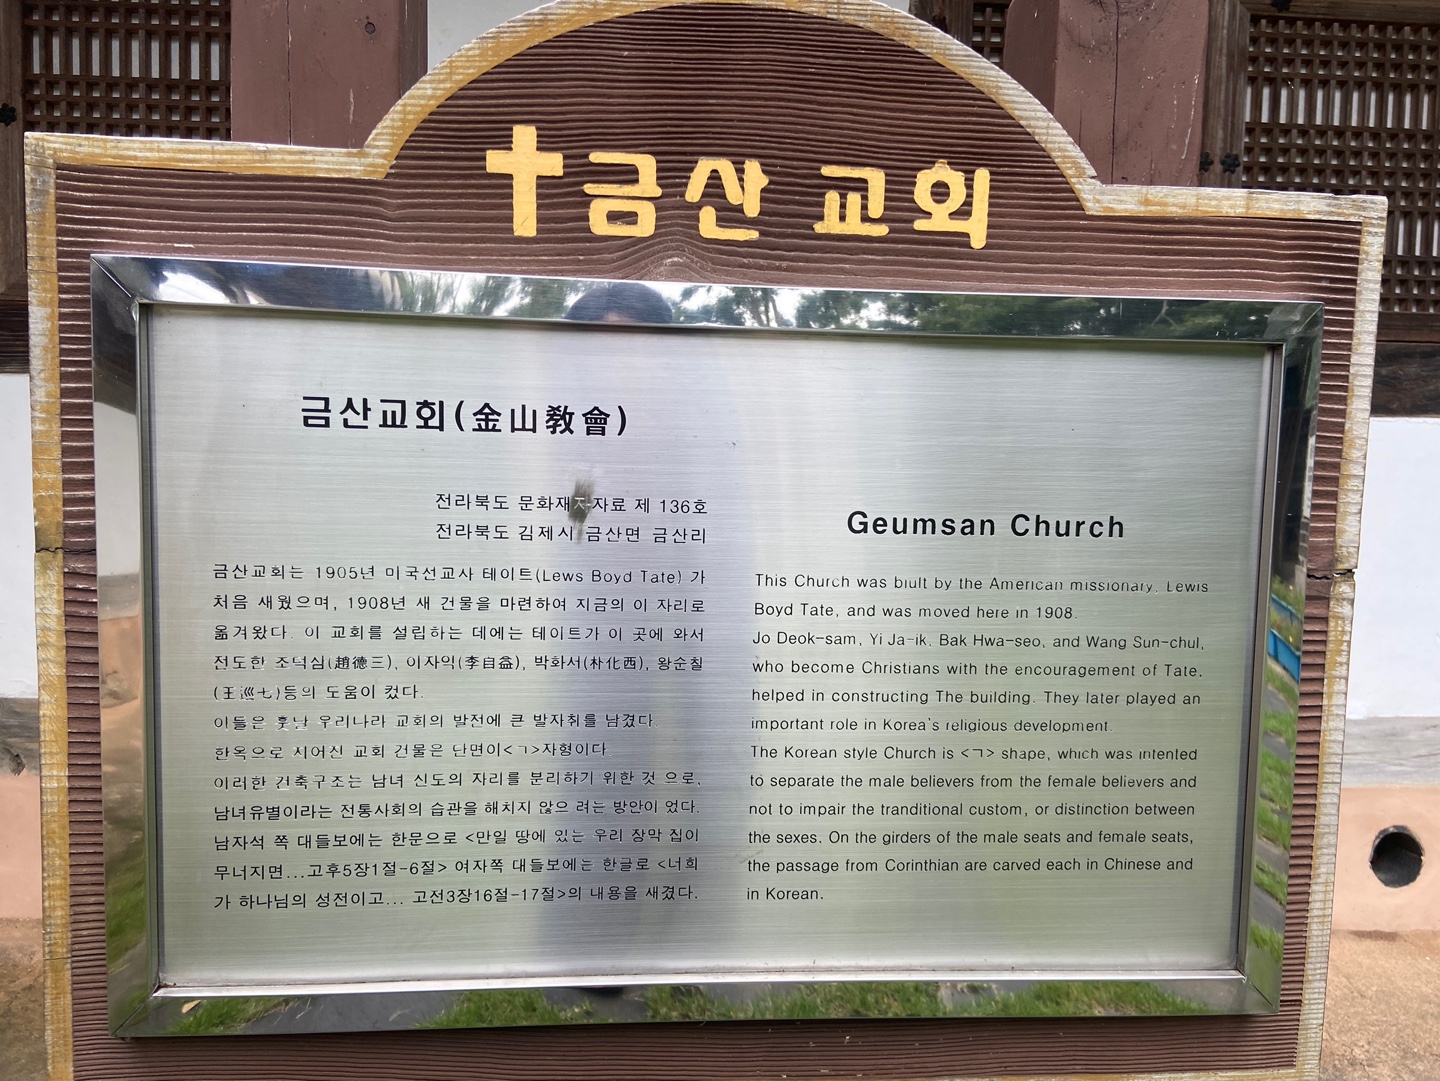 금산 교회
금산교회(金山敎會)
전라북도 문화재 자료 제 136호
전라북도 김제시 금산면 금산리
금산교회는 1905년 미국선교사 테이트(Lews Boyd Tate) 가
처음 새웠으며, 1908년 새 건물을 마련하여 지금의 이 자리로
옮겨왔다. 이 교회를 설립하는 데에는 테이트가 이 곳에 와서
전도한 조덕심(趙德三), 이자익(李自益), 박화서(朴化西), 왕순칠
(王巡七)등의 도움이 컸다.
이들은 훗날 우리나라 교회의 발전에 큰 발자취를 남겼다.
한옥으로 지어진 교회 건물은 단면이<ㄱ>자형이다
이러한 건축구조는 남녀 신도의 자리를 분리하기 위한 것 으로,
남녀유별이라는 전통사회의 습관을 해치지 않으 려는 방안이 었다.
남자석 쪽 대들보에는 한문으로 <만일 땅에 있는 우리 장막 집이
무너지면...고후5장1절-6절> 여자쪽 대들보에는 한글로 <너희
가 하나님의 성전이고... 고전3장16절-17절>의 내용을 새겼다.
Geumsan Church
This Church was biult by the American missionary, Lewis
Boyd Tate, and was moved here in 1908.
Jo Deok-sam, Yi Ja-ik, Bak Hwa-seo, and Wang Sun-chul,
who become Christians with the encouragement of Tate,
helped in constructing The building. They later played an
important role in Korea's religious development.
The Korean style Church is <ㄱ> shape, which was intented
to separate the male believers from the female believers and
not to impair the tranditional custom, or distinction between
the sexes. On the girders of the male seats and female seats,
the passage from Corinthian are carved each in Chinese and
in Korean.